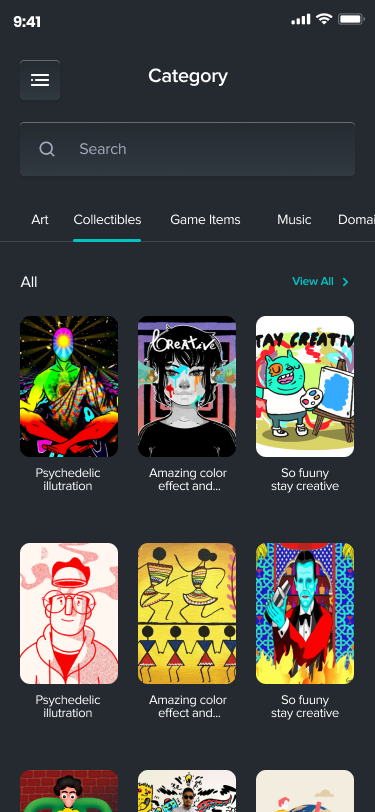 9:41
Category
Search
Art Collectibles Game Items Music Domai
All View All
CREATIVE
TAY CREATIV
Psychedelic
illutration
Amazing color
effect and...
So fuuny
stay creative
Psychedelic
illutration
Amazing color
effect and...
So fuuny
stay creative